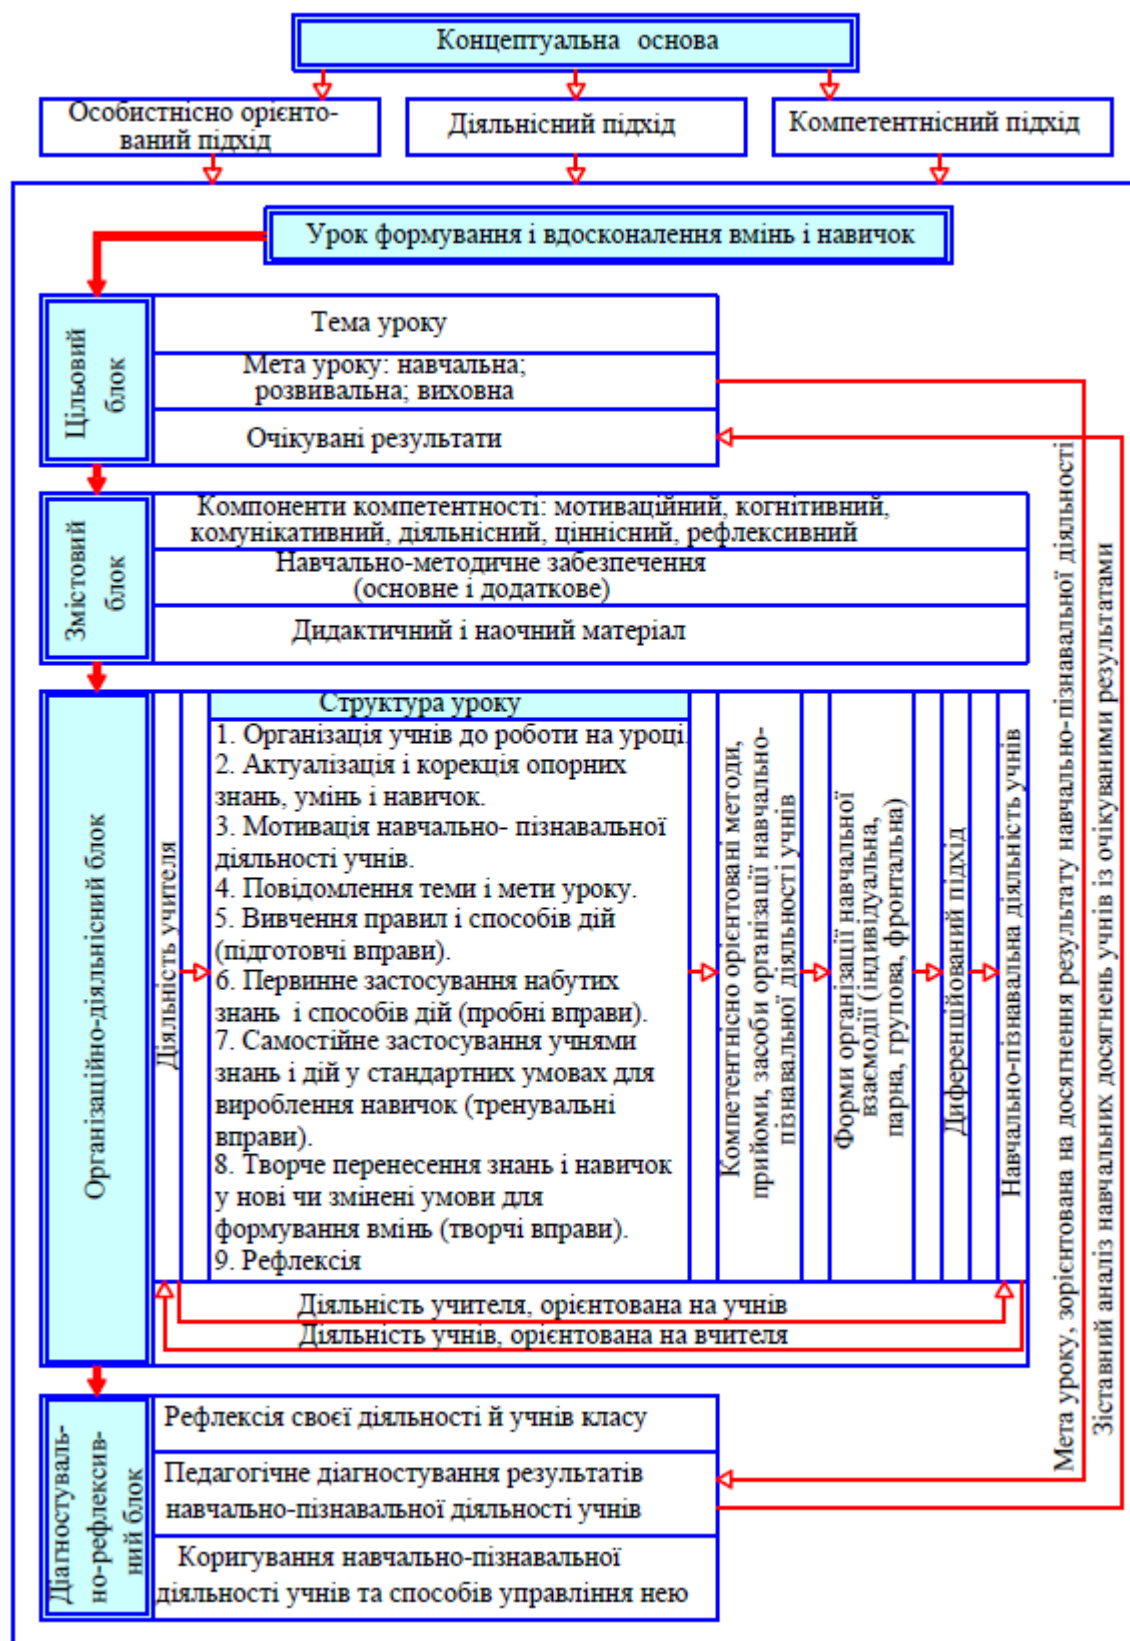 Концептуальна основа
Особистнісно орієнто-
ваний підхід
Діяльнісний підхід
Компетентнісний підхід
Урок формування і вдосконалення вмінь і навичок
Цільовий
блок
Тема уроку
Мета уроку: навчальна;
розвивальна; виховна
Очікувані результати
Змістовий
блок
Компоненти компетентності: мотиваційний, когнітивний,
комунікативний, діяльнісний, ціннісний, рефлексивний
Навчально-методичне забезпечення
(основне і додаткове)
Дидактичний і наочний матеріал
Організаційно-діяльнісний блок
Діяльність учителя
Структура уроку
1. Організація учнів до роботи на уроці.
2. Актуалізація і корекція опорних
знань, умінь і навичок.
3. Мотивація навчально- пізнавальної
діяльності учнів.
4. Повідомлення теми і мети уроку.
5. Вивчення правил і способів дій
(підготовчі вправи).
6. Первинне застосування набутих
знань і способів дій (пробні вправи).
7. Самостійне застосування учнями
знань і дій у стандартних умовах для
вироблення навичок (тренувальні
вправи).
8. Творче перенесення знань і навичок
у нові чи змінені умови для
формування вмінь (творчі вправи).
9. Рефлексія
Компетентнісно орієнтовані методи,
прийоми, засоби організації навчально-
пізнавальної діяльності учнів
Форми організації навчальної
взаємодії (індивідуальна,
парна, групова, фронтальна)
Диференційований підхід
Навчально-пізнавальна діяльність учнів
Діяльність учителя, орієнтована на учнів
Діяльність учнів, орієнтована на вчителя
Діагностуваль-
но-рефлексив-
ний блок
Рефлексія своєї діяльності й учнів класу
Педагогічне діагностування результатів
навчально-пізнавальної діяльності учнів
Коригування навчально-пізнавальної
діяльності учнів та способів управління нею
Мета уроку, зорієнтована на досягнення результату навчально-пізнавальної діяльності
Зіставний аналіз навчальних досягнень учнів із очікуваними результатами